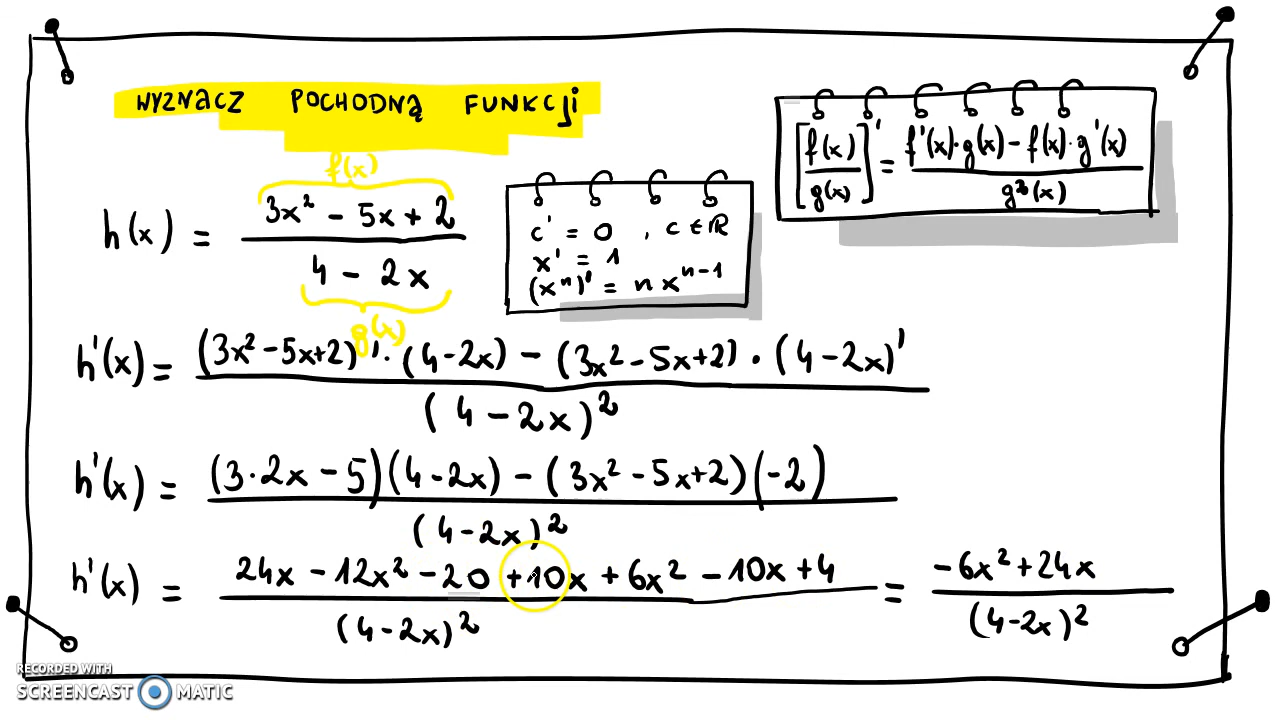 WYZNACZ POCHODNĄ FUNKCJI
[f(x)/g(x)]' = (f'(x)·g(x) − f(x)·g'(x))/g²(x)
f(x)
h(x) = (3x² − 5x + 2)/(4 − 2x)
g(x)
c' = 0 , c ∈ ℝ
x' = 1
(xⁿ)' = n xⁿ⁻¹
h'(x) = ((3x² − 5x + 2)' · (4 − 2x) − (3x² − 5x + 2) · (4 − 2x)')/(4 − 2x)²
h'(x) = ((3·2x − 5)(4 − 2x) − (3x² − 5x + 2)(−2))/(4 − 2x)²
h'(x) = (24x − 12x² − 20 + 10x + 6x² − 10x + 4)/(4 − 2x)² = (−6x² + 24x)/(4 − 2x)²
RECORDED WITH
SCREENCAST MATIC